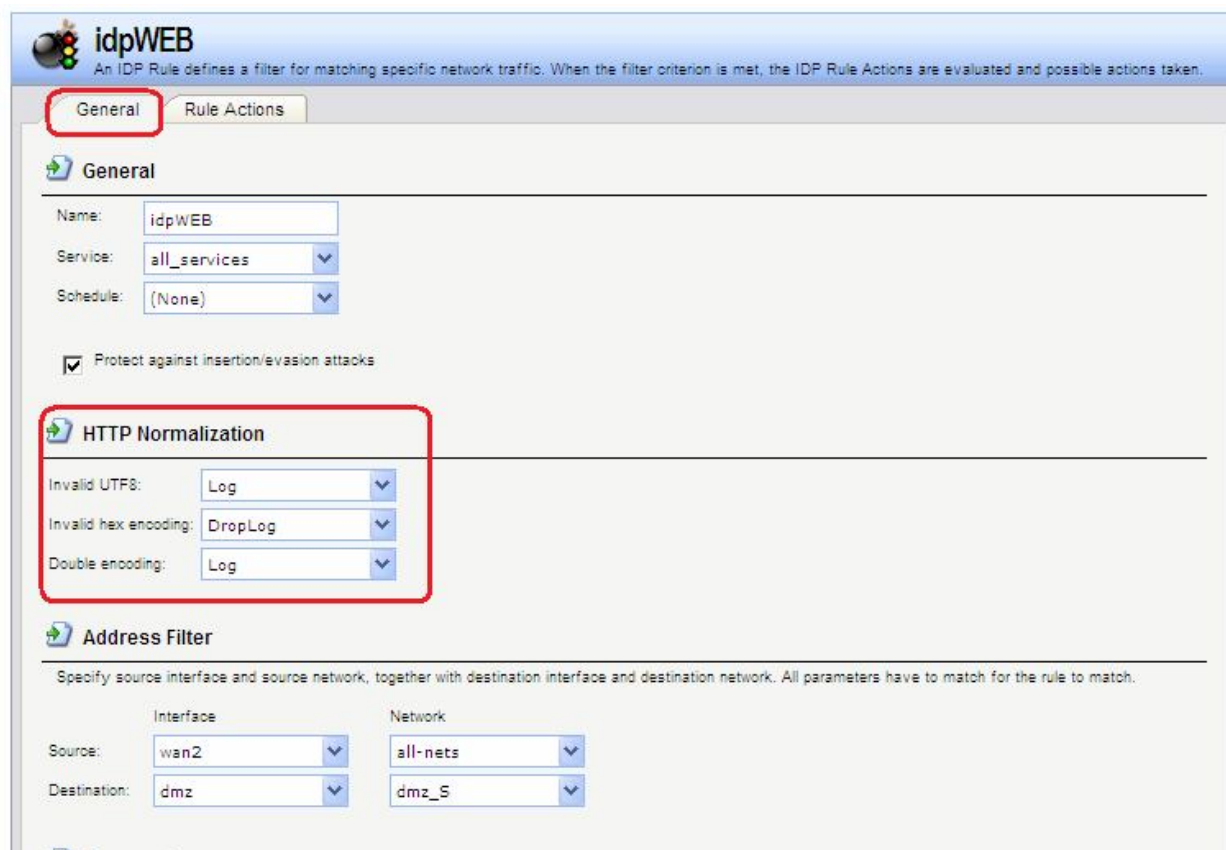 idpWEB
An IDP Rule defines a filter for matching specific network traffic. When the filter criterion is met, the IDP Rule Actions are evaluated and possible actions taken.
General Rule Actions
General
Name: idpWEB
Service: all_services
Schedule: (None)
Protect against insertion/evasion attacks
HTTP Normalization
Invalid UTF8: Log
Invalid hex encoding: DropLog
Double encoding: Log
Address Filter
Specify source interface and source network, together with destination interface and destination network. All parameters have to match for the rule to match.
Interface Network
Source: wan2 all-nets
Destination: dmz dmz_S